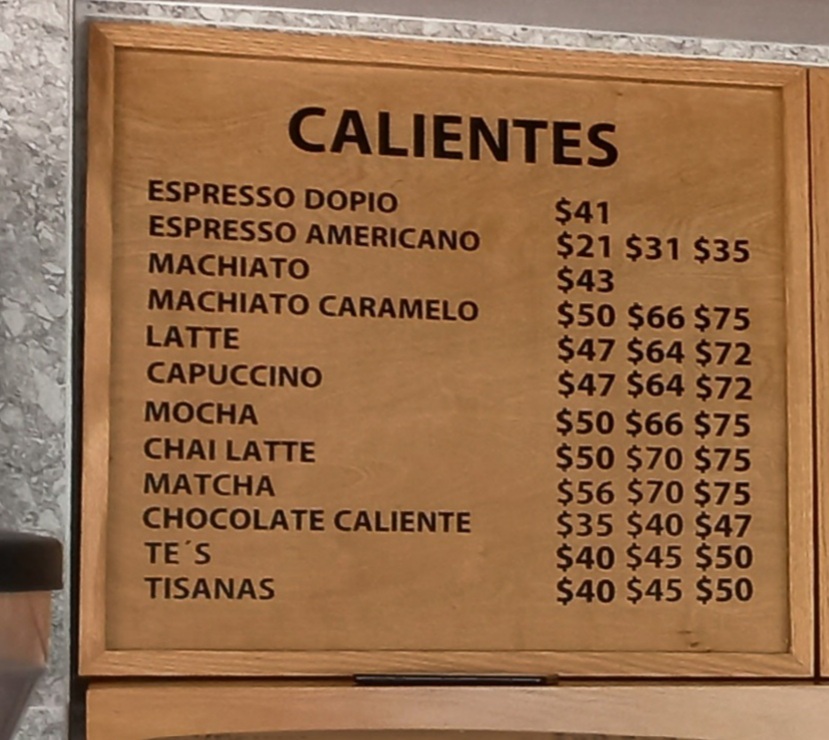 CALIENTES
ESPRESSO DOPIO $41
ESPRESSO AMERICANO $21 $31 $35
MACHIATO $43
MACHIATO CARAMELO $50 $66 $75
LATTE $47 $64 $72
CAPUCCINO $47 $64 $72
MOCHA $50 $66 $75
CHAI LATTE $50 $70 $75
MATCHA $56 $70 $75
CHOCOLATE CALIENTE $35 $40 $47
TE´S $40 $45 $50
TISANAS $40 $45 $50